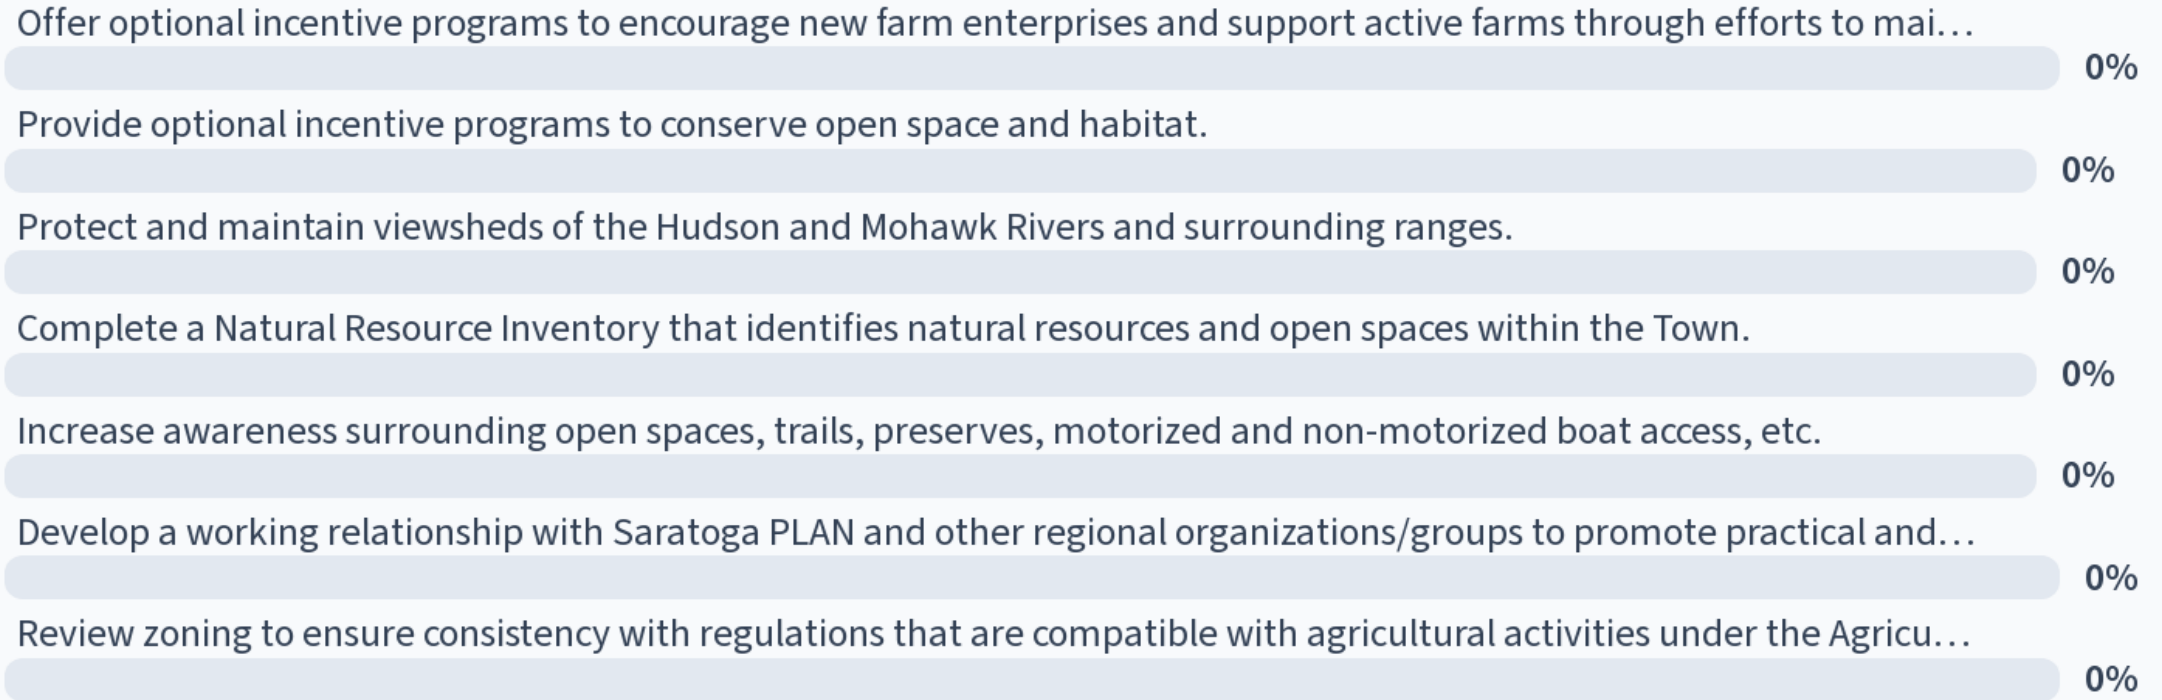 Offer optional incentive programs to encourage new farm enterprises and support active farms through efforts to mai…
0%
Provide optional incentive programs to conserve open space and habitat.
0%
Protect and maintain viewsheds of the Hudson and Mohawk Rivers and surrounding ranges.
0%
Complete a Natural Resource Inventory that identifies natural resources and open spaces within the Town.
0%
Increase awareness surrounding open spaces, trails, preserves, motorized and non-motorized boat access, etc.
0%
Develop a working relationship with Saratoga PLAN and other regional organizations/groups to promote practical and…
0%
Review zoning to ensure consistency with regulations that are compatible with agricultural activities under the Agricu…
0%